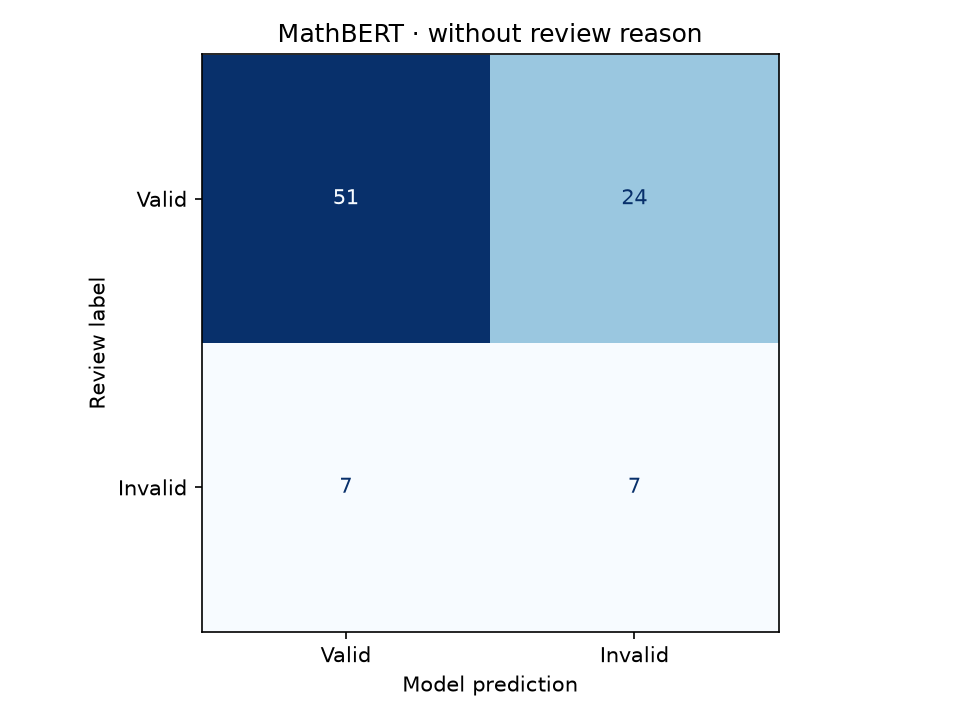 MathBERT · without review reason
Valid
51
24
Review label
Invalid
7
7
Valid
Invalid
Model prediction